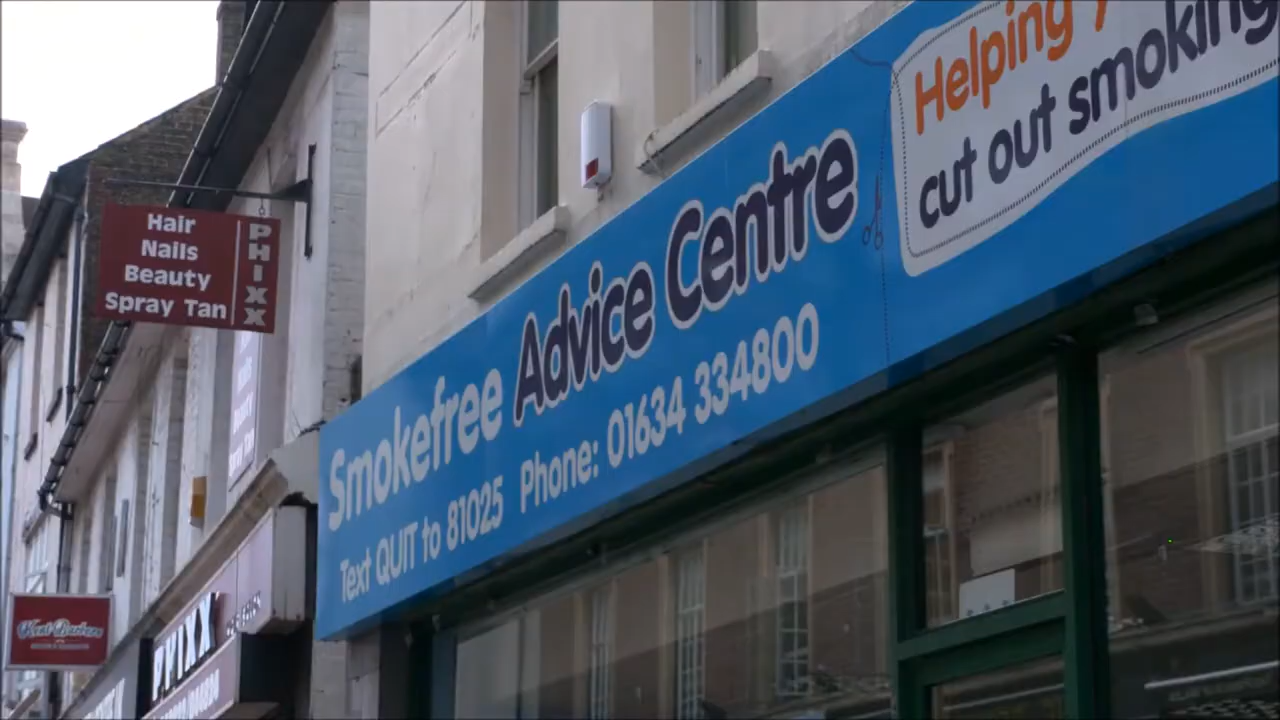 Helping
cut out smoking
Smokefree Advice Centre
Text QUIT to 81025 Phone: 01634 334800
Hair
Nails
Beauty
Spray Tan
PHIXX
PHIXX